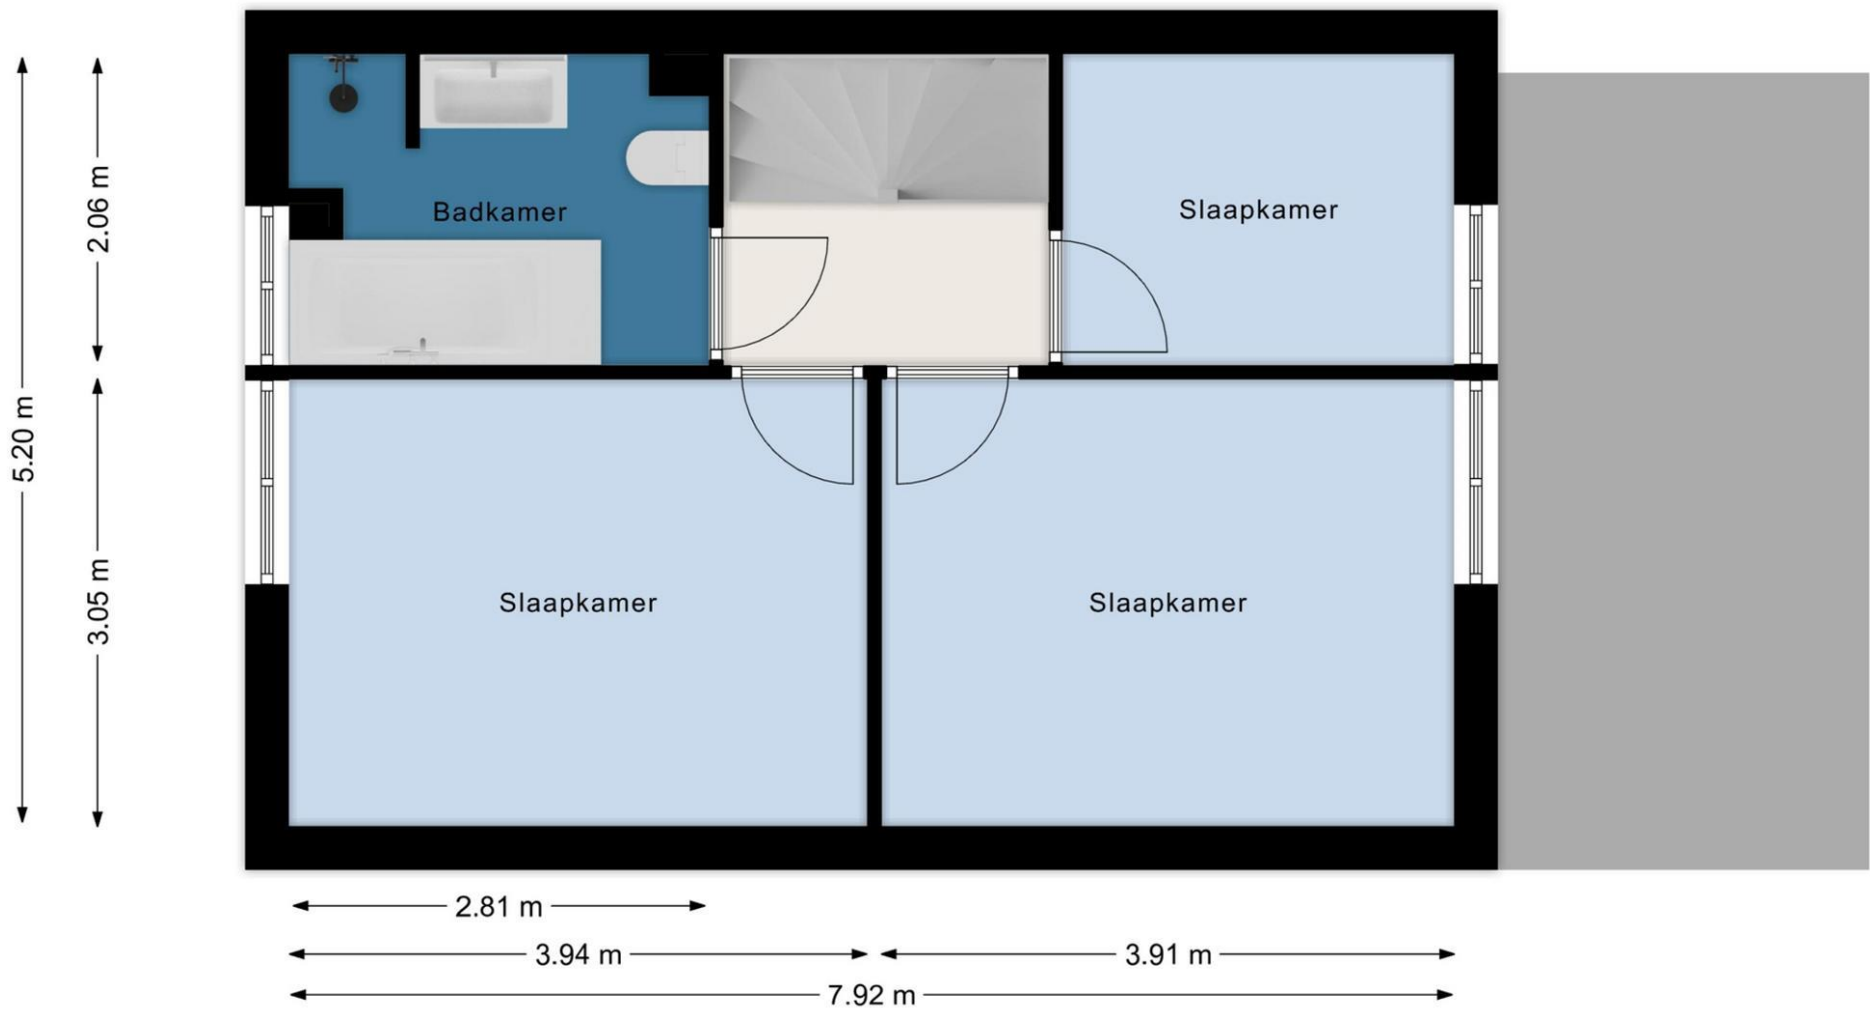 Badkamer
Slaapkamer
Slaapkamer
Slaapkamer
2.06 m
5.20 m
3.05 m
2.81 m
3.94 m
3.91 m
7.92 m